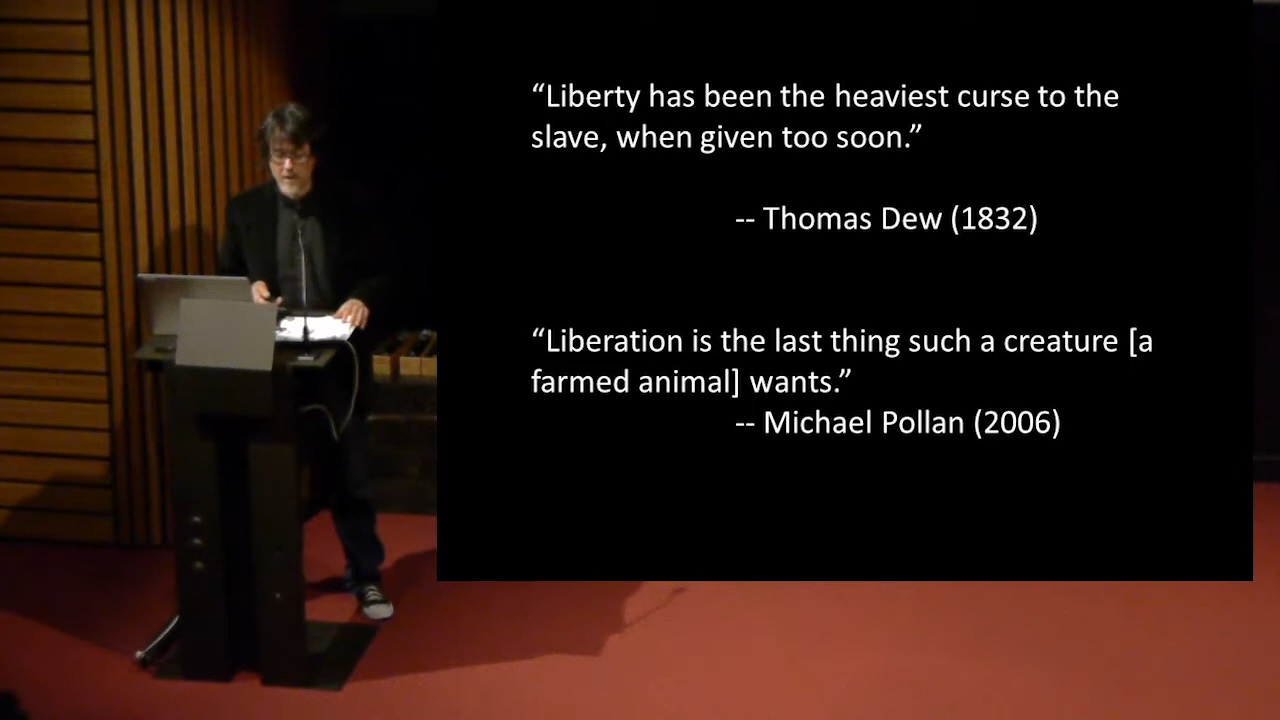 “Liberty has been the heaviest curse to the
slave, when given too soon.”
-- Thomas Dew (1832)
“Liberation is the last thing such a creature [a
farmed animal] wants.”
-- Michael Pollan (2006)